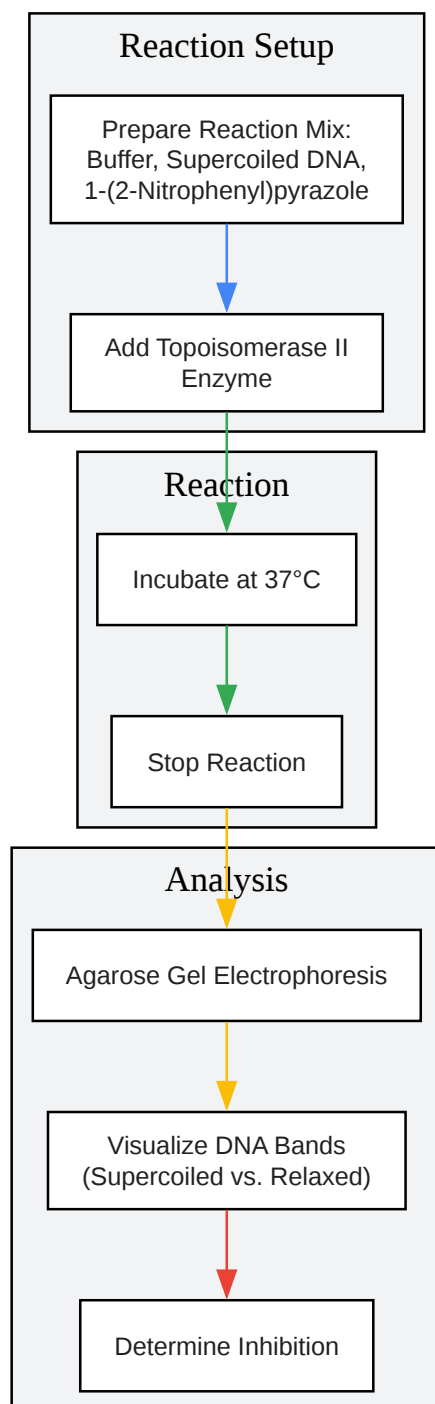 Reaction Setup
Prepare Reaction Mix:
Buffer, Supercoiled DNA,
1-(2-Nitrophenyl)pyrazole
Add Topoisomerase II
Enzyme
Reaction
Incubate at 37°C
Stop Reaction
Analysis
Agarose Gel Electrophoresis
Visualize DNA Bands
(Supercoiled vs. Relaxed)
Determine Inhibition